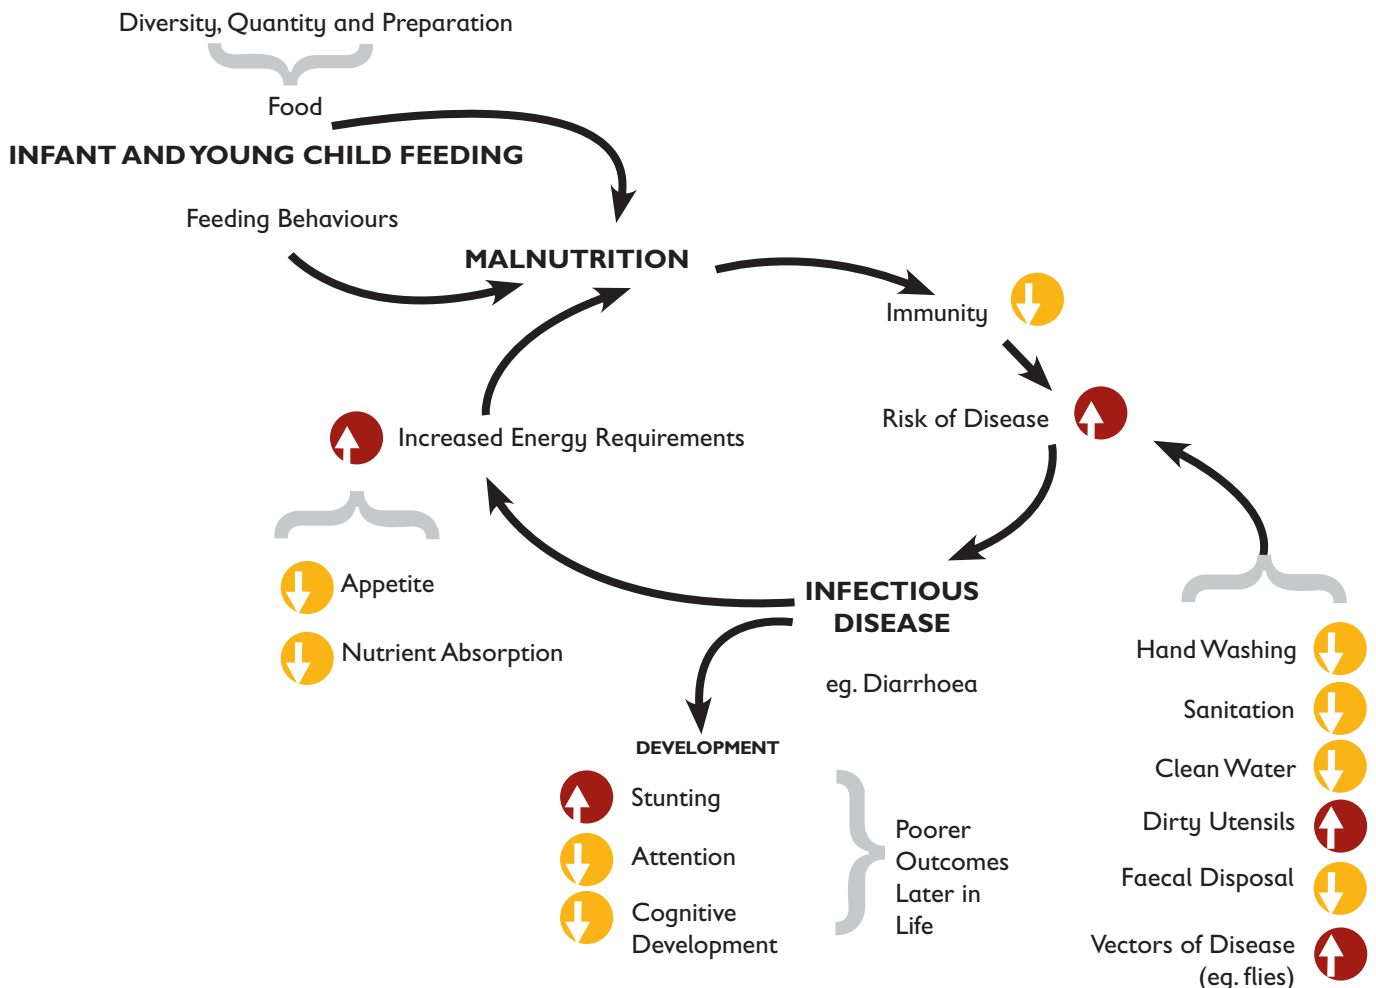 Diversity, Quantity and Preparation
Food
INFANT AND YOUNG CHILD FEEDING
Feeding Behaviours
MALNUTRITION
Immunity
Risk of Disease
Increased Energy Requirements
Appetite
Nutrient Absorption
INFECTIOUS
DISEASE
eg. Diarrhoea
DEVELOPMENT
Stunting
Attention
Cognitive
Development
Poorer
Outcomes
Later in
Life
Hand Washing
Sanitation
Clean Water
Dirty Utensils
Faecal Disposal
Vectors of Disease
(eg. flies)